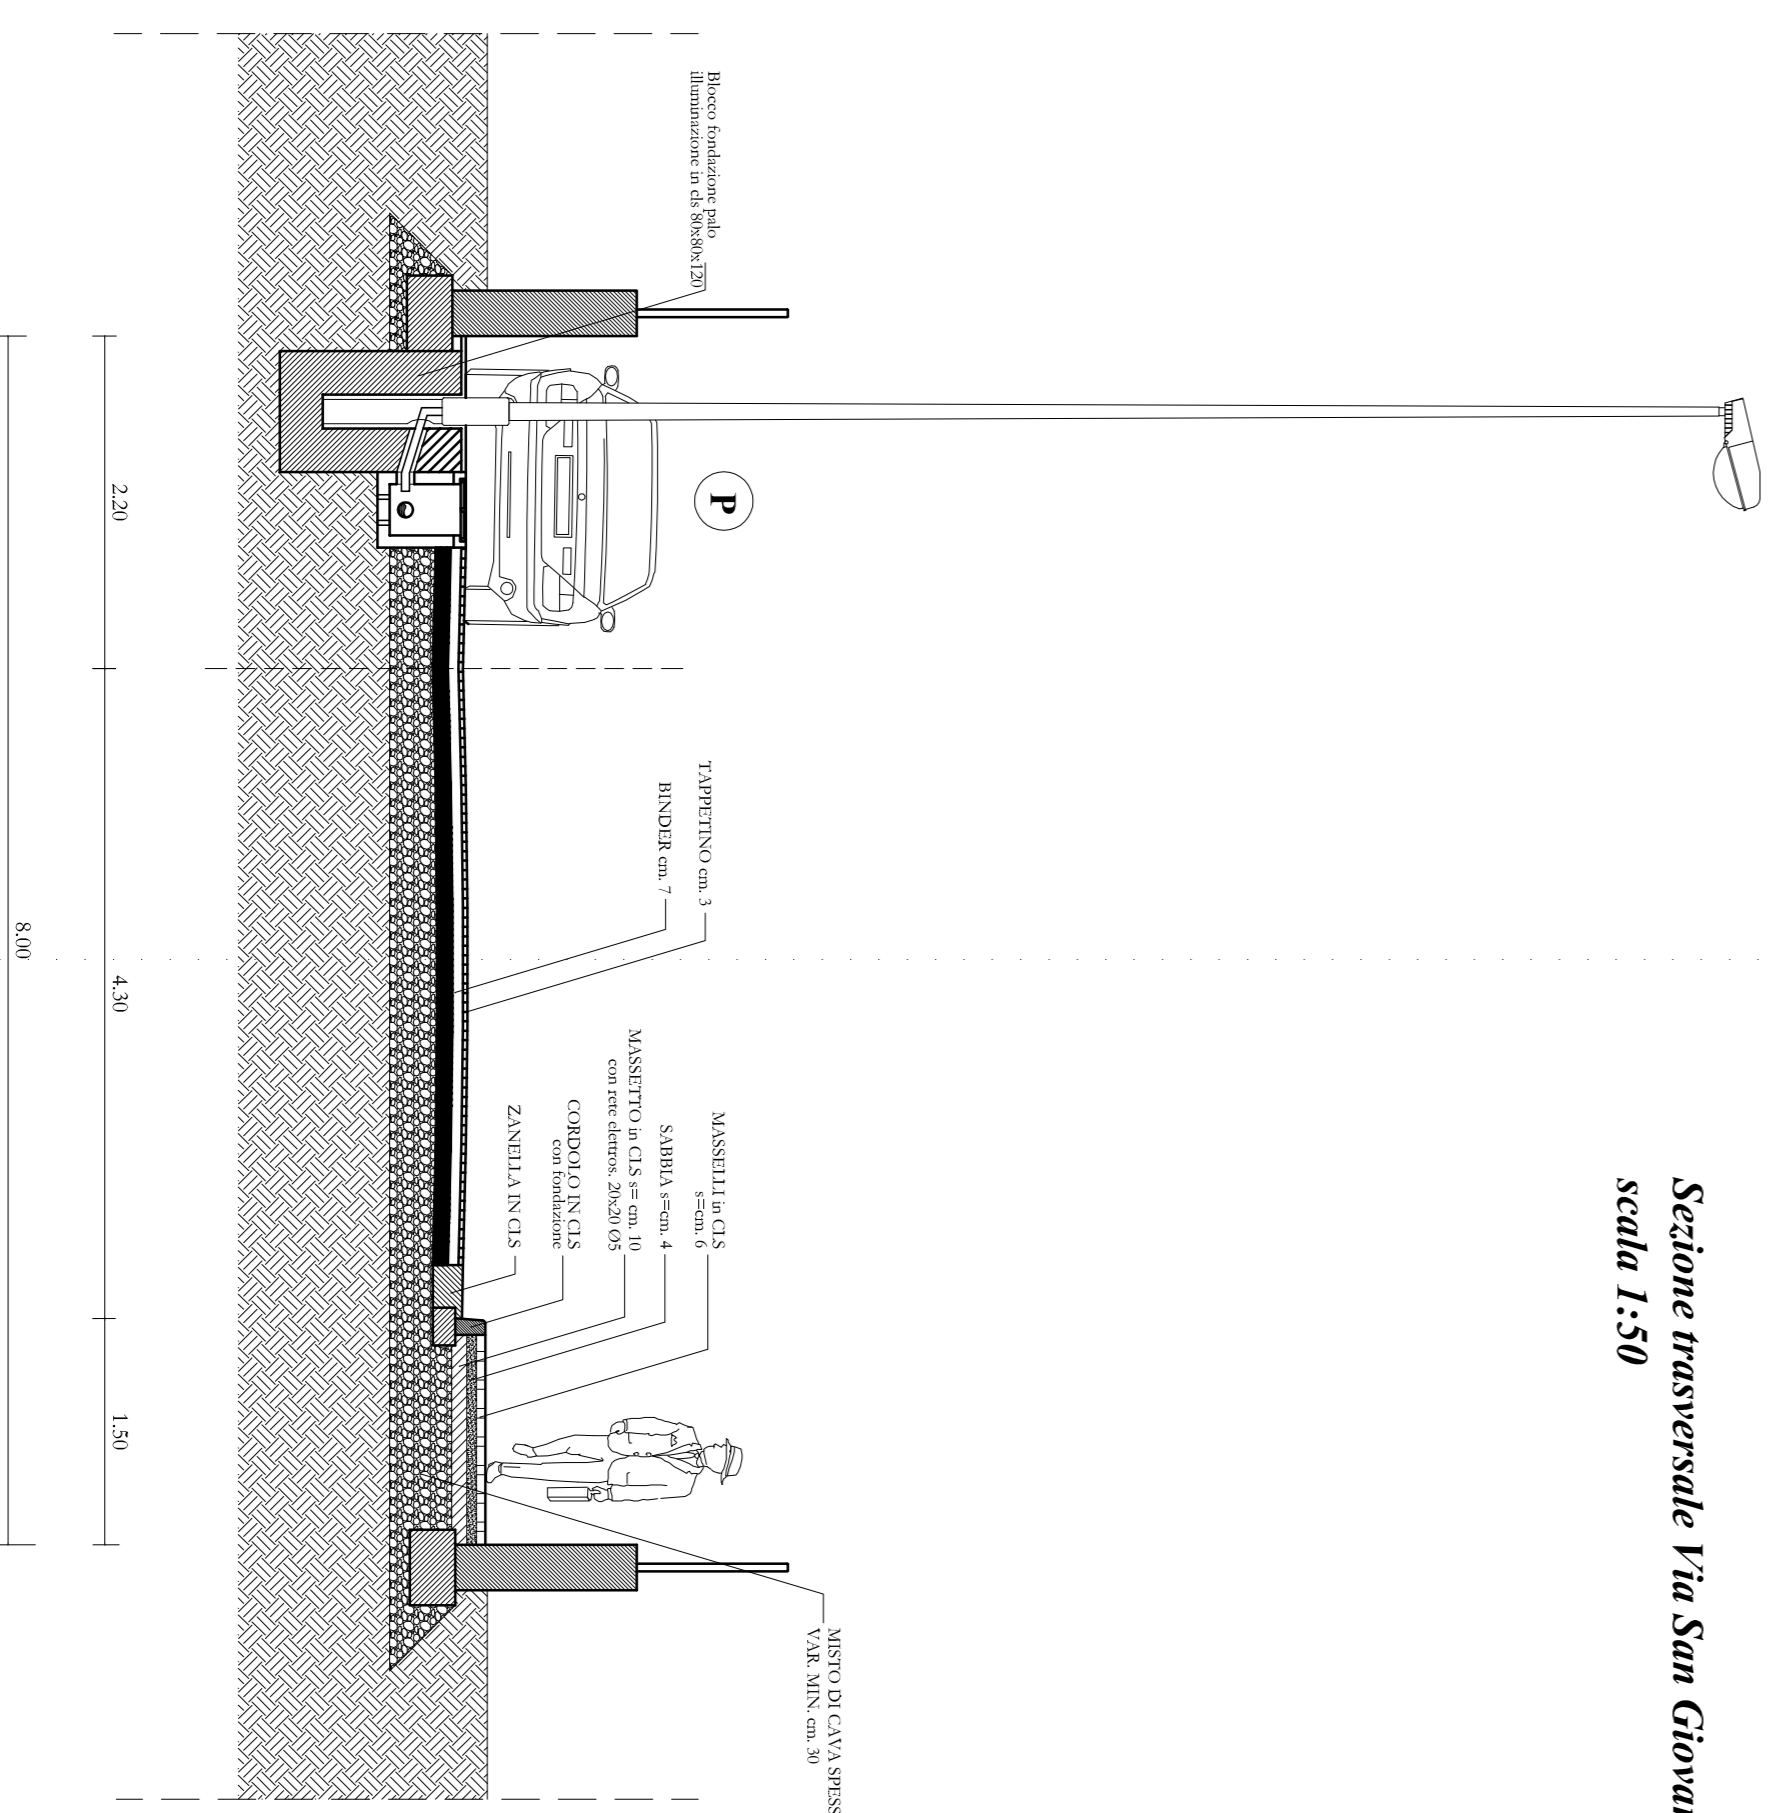 Sezione trasversale Via San
scala 1:50
Blocco fondazione palo
illuminazione in cls 80x80x120
P
TAPPETINO cm. 3
BINDER cm. 7
MASSELLI in CLS
s=cm. 6
SABBIA s=cm. 4
MASSETTO in CLS s= cm. 10
con rete elettros. 20x20 Ø5
CORDOLO IN CLS
con fondazione
ZANELLA IN CLS
MISTO DI CAVA
VAR. MIN. cm. 30
2.20
4.30
1.50
8.00